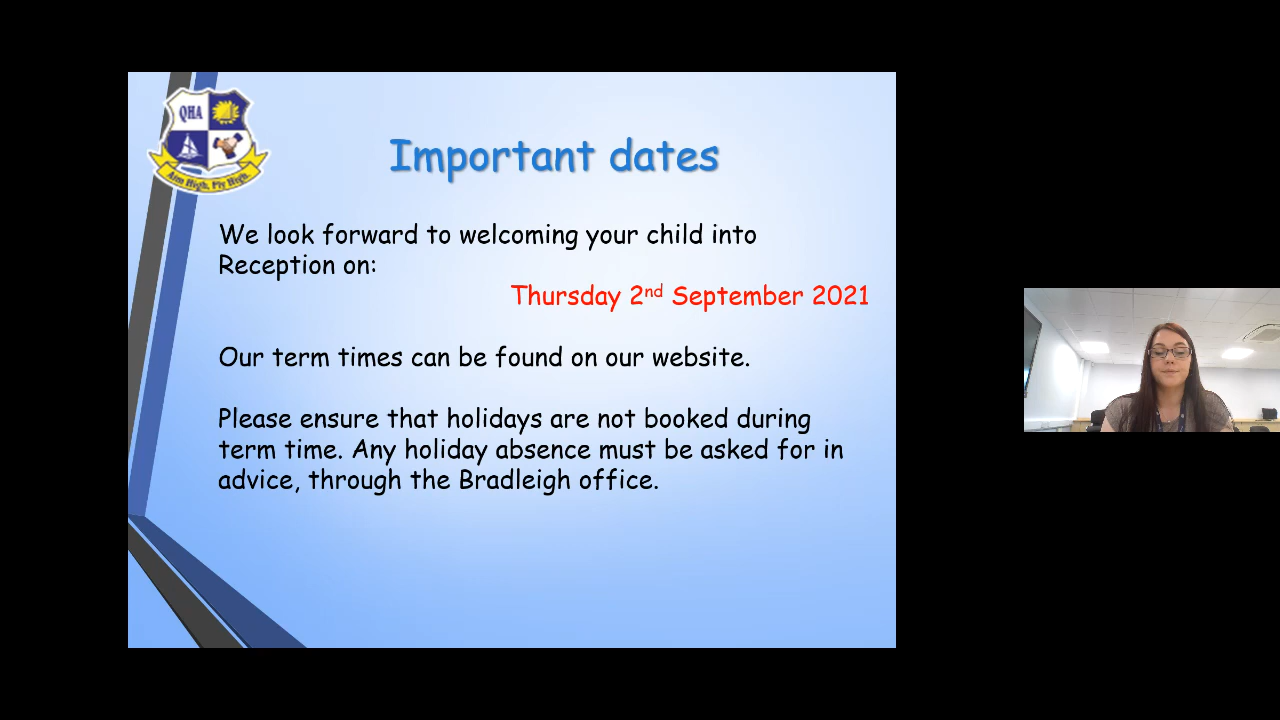 QHA
Aim High, Fly High.
Important dates
We look forward to welcoming your child into
Reception on:
Thursday 2nd September 2021
Our term times can be found on our website.
Please ensure that holidays are not booked during
term time. Any holiday absence must be asked for in
advice, through the Bradleigh office.